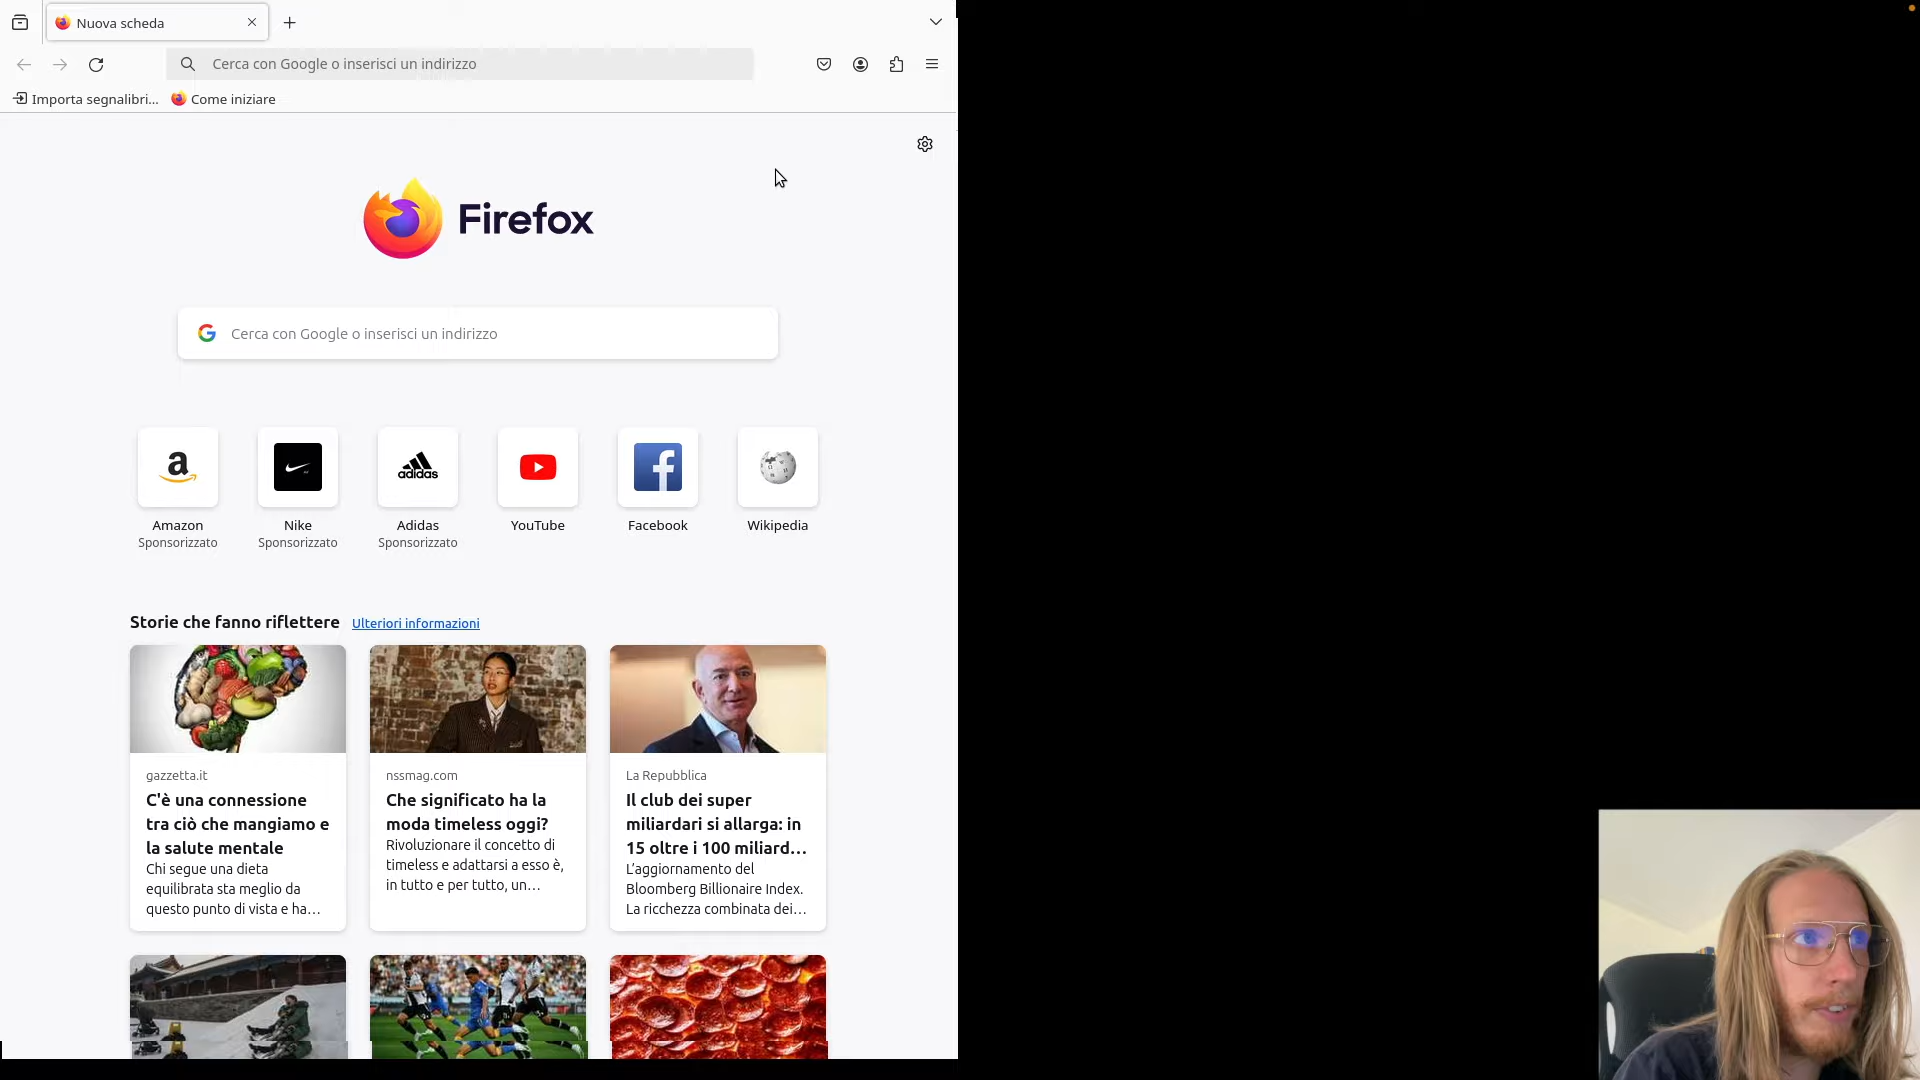 Nuova scheda
Cerca con Google o inserisci un indirizzo
Importa segnalibri...
Come iniziare
Firefox
Cerca con Google o inserisci un indirizzo
a
adidas
f
Amazon
Nike
Adidas
YouTube
Facebook
Wikipedia
Sponsorizzato
Sponsorizzato
Sponsorizzato
Storie che fanno riflettere
Ulteriori informazioni
gazzetta.it
C'è una connessione
tra ciò che mangiamo e
la salute mentale
Chi segue una dieta
equilibrata sta meglio da
questo punto di vista e ha...
nssmag.com
Che significato ha la
moda timeless oggi?
Rivoluzionare il concetto di
timeless e adattarsi a esso è,
in tutto e per tutto, un...
La Repubblica
Il club dei super
miliardari si allarga: in
15 oltre i 100 miliard...
L'aggiornamento del
Bloomberg Billionaire Index.
La ricchezza combinata dei...